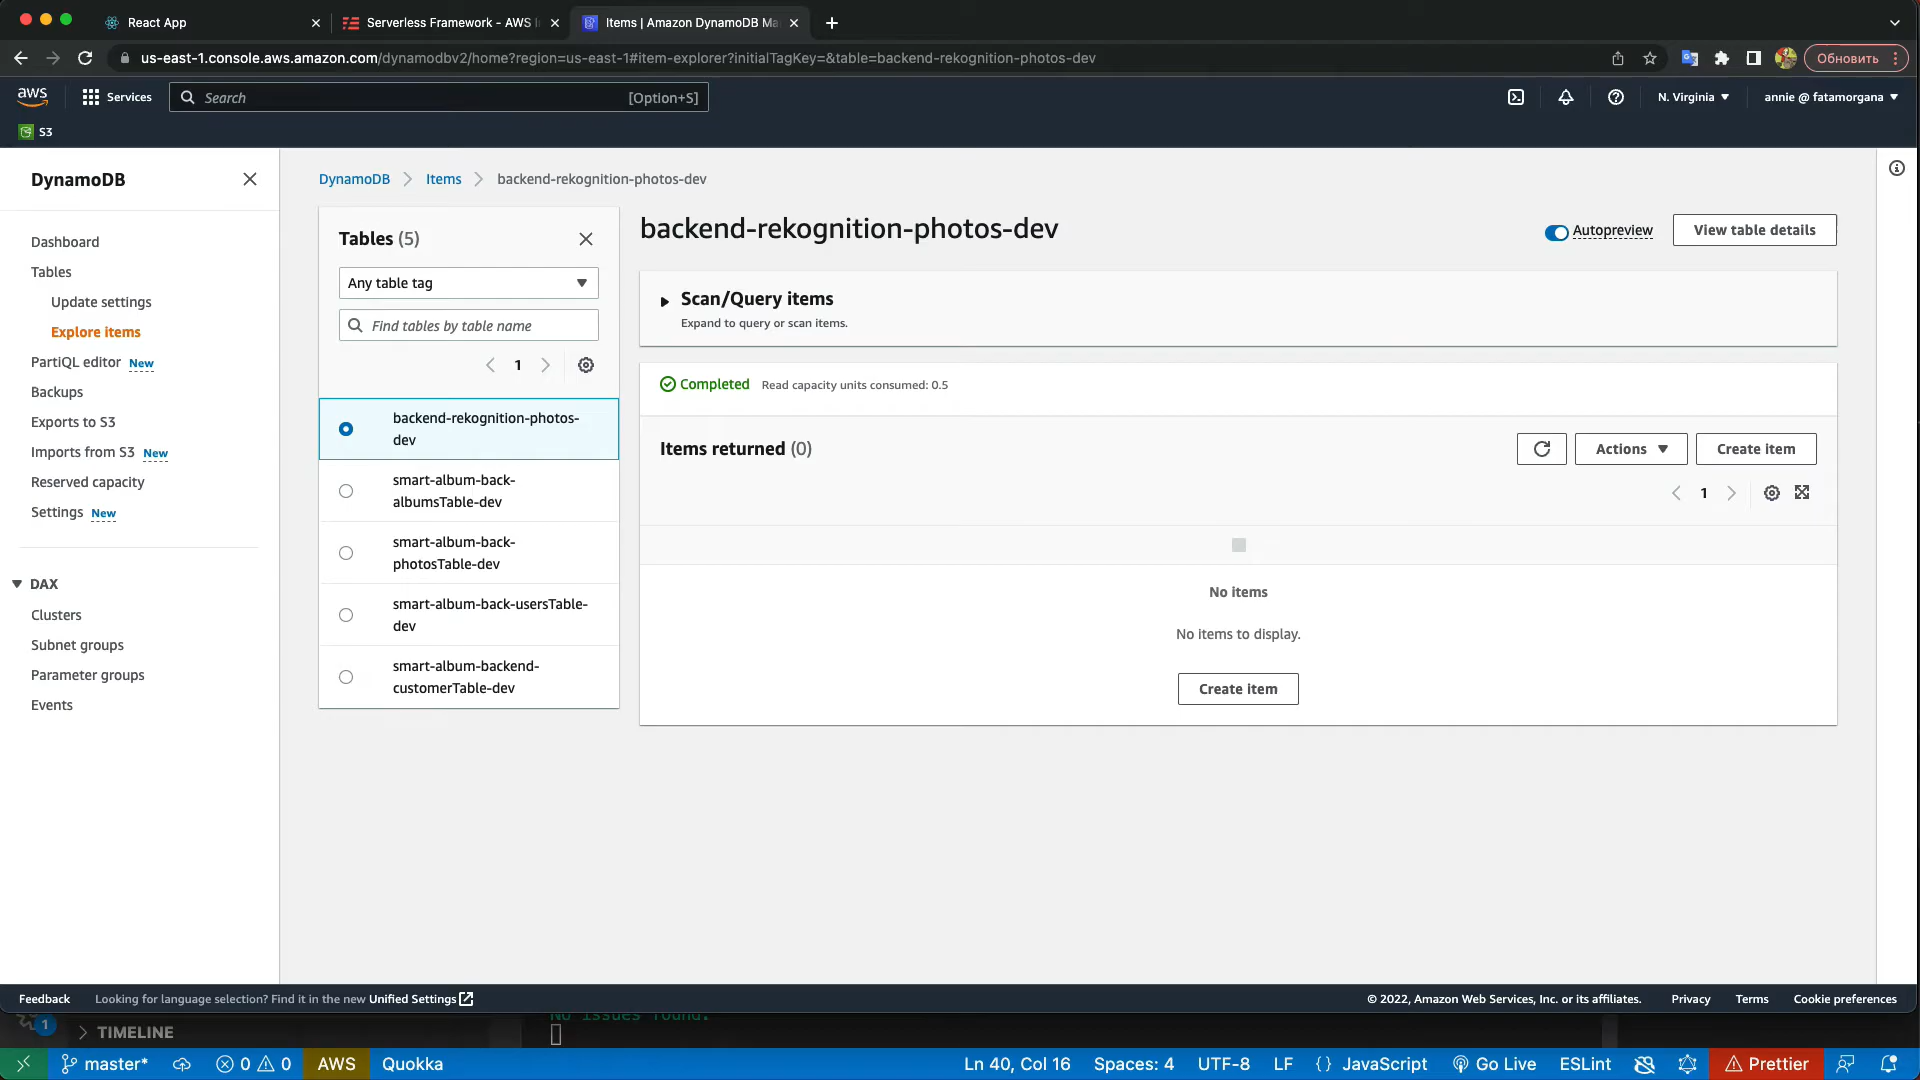 React App
Serverless Framework - AWS
Items | Amazon DynamoDB Ma
us-east-1.console.aws.amazon.com/dynamodbv2/home?region=us-east-1#item-explorer?initialTagKey=&table=backend-rekognition-photos-dev
Обновить
aws
Services
Search
[Option+S]
N. Virginia
annie @ fatamorgana
S3
DynamoDB
Dashboard
Tables
Update settings
Explore items
PartiQL editor New
Backups
Exports to S3
Imports from S3 New
Reserved capacity
Settings New
DAX
Clusters
Subnet groups
Parameter groups
Events
DynamoDB
Items
backend-rekognition-photos-dev
Tables (5)
Any table tag
Find tables by table name
1
backend-rekognition-photos-
dev
smart-album-back-
albumsTable-dev
smart-album-back-
photosTable-dev
smart-album-back-usersTable-
dev
smart-album-backend-
customerTable-dev
backend-rekognition-photos-dev
Autopreview
View table details
Scan/Query items
Expand to query or scan items.
Completed
Read capacity units consumed: 0.5
Items returned (0)
Actions
Create item
1
No items
No items to display.
Create item
Feedback
Looking for language selection? Find it in the new Unified Settings
© 2022, Amazon Web Services, Inc. or its affiliates.
Privacy
Terms
Cookie preferences
No issues found.
1
TIMELINE
master*
0
0
AWS
Quokka
Ln 40, Col 16
Spaces: 4
UTF-8
LF
{ } JavaScript
Go Live
ESLint
Prettier